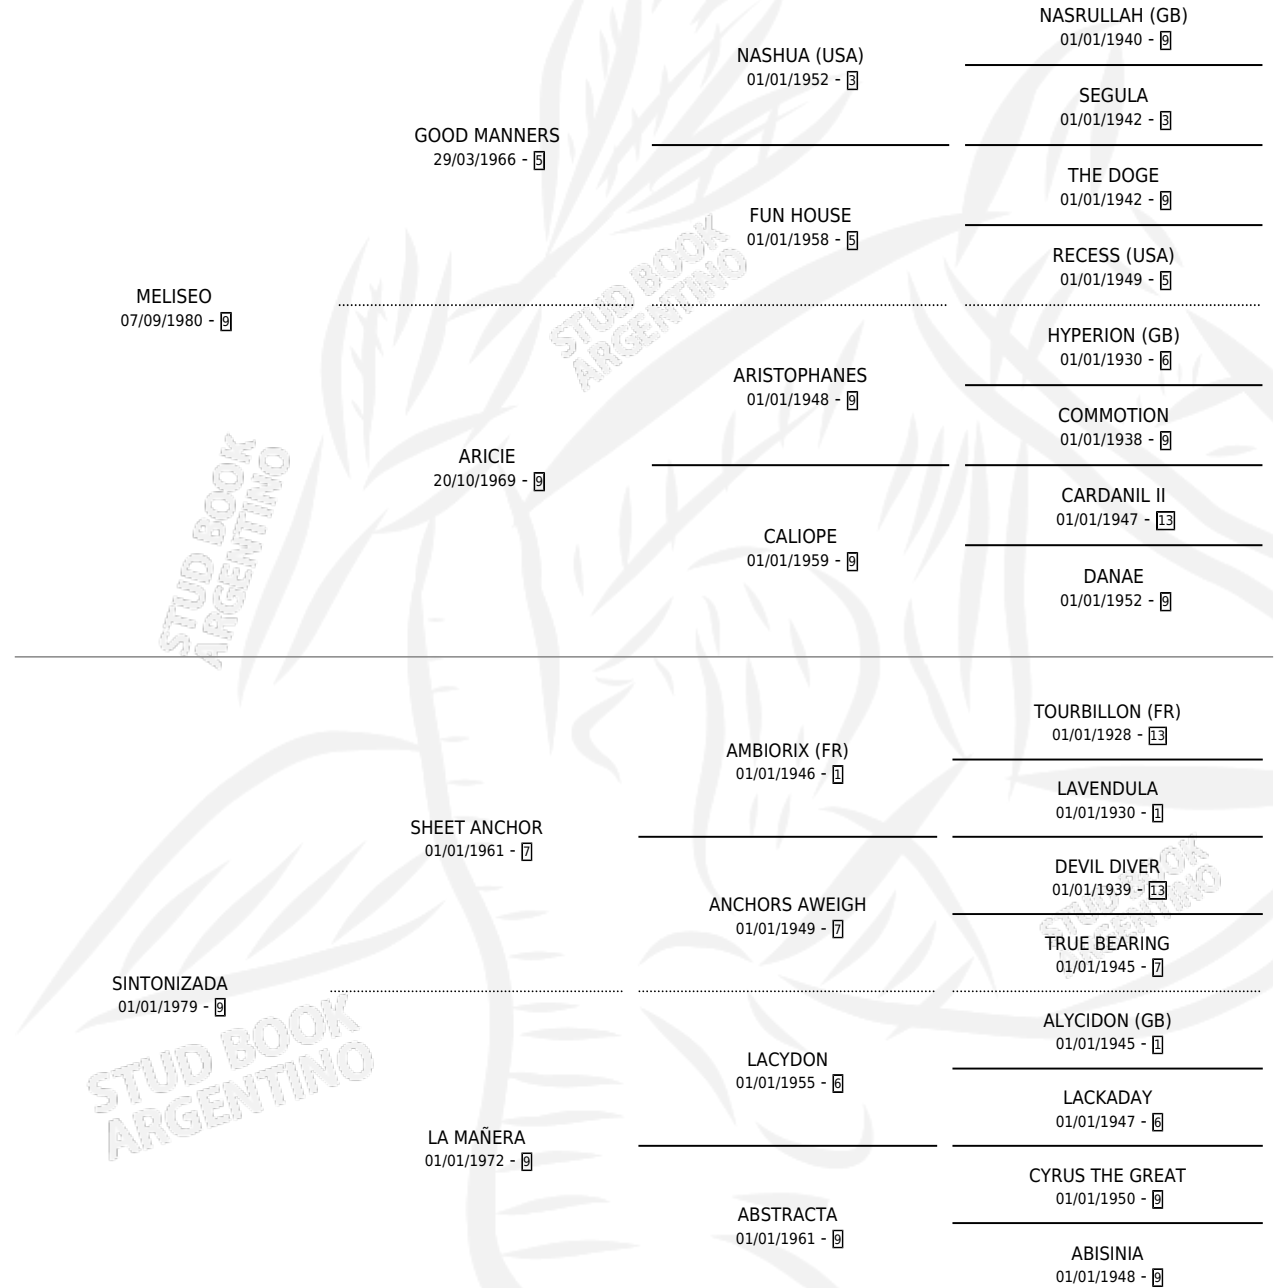 NASRULLAH (GB)
01/01/1940 - 9
NASHUA (USA)
01/01/1952 - 3
SEGULA
01/01/1942 - 3
GOOD MANNERS
29/03/1966 - 5
THE DOGE
01/01/1942 - 9
FUN HOUSE
01/01/1958 - 5
RECESS (USA)
01/01/1949 - 5
MELISEO
07/09/1980 - 9
HYPERION (GB)
01/01/1930 - 6
ARISTOPHANES
01/01/1948 - 9
COMMOTION
01/01/1938 - 9
ARICIE
20/10/1969 - 9
CARDANIL II
01/01/1947 - 13
CALIOPE
01/01/1959 - 9
DANAE
01/01/1952 - 9
TOURBILLON (FR)
01/01/1928 - 13
AMBIORIX (FR)
01/01/1946 - 1
LAVENDULA
01/01/1930 - 1
SHEET ANCHOR
01/01/1961 - 7
DEVIL DIVER
01/01/1939 - 13
ANCHORS AWEIGH
01/01/1949 - 7
TRUE BEARING
01/01/1945 - 7
SINTONIZADA
01/01/1979 - 9
ALYCIDON (GB)
01/01/1945 - 1
LACYDON
01/01/1955 - 6
LACKADAY
01/01/1947 - 6
LA MAÑERA
01/01/1972 - 9
CYRUS THE GREAT
01/01/1950 - 9
ABSTRACTA
01/01/1961 - 9
ABISINIA
01/01/1948 - 9
STUD BOOK
ARGENTINO
STUD BOOK
ARGENTINO
STUD BOOK
ARGENTINO
STUD BOOK
ARGENTINO